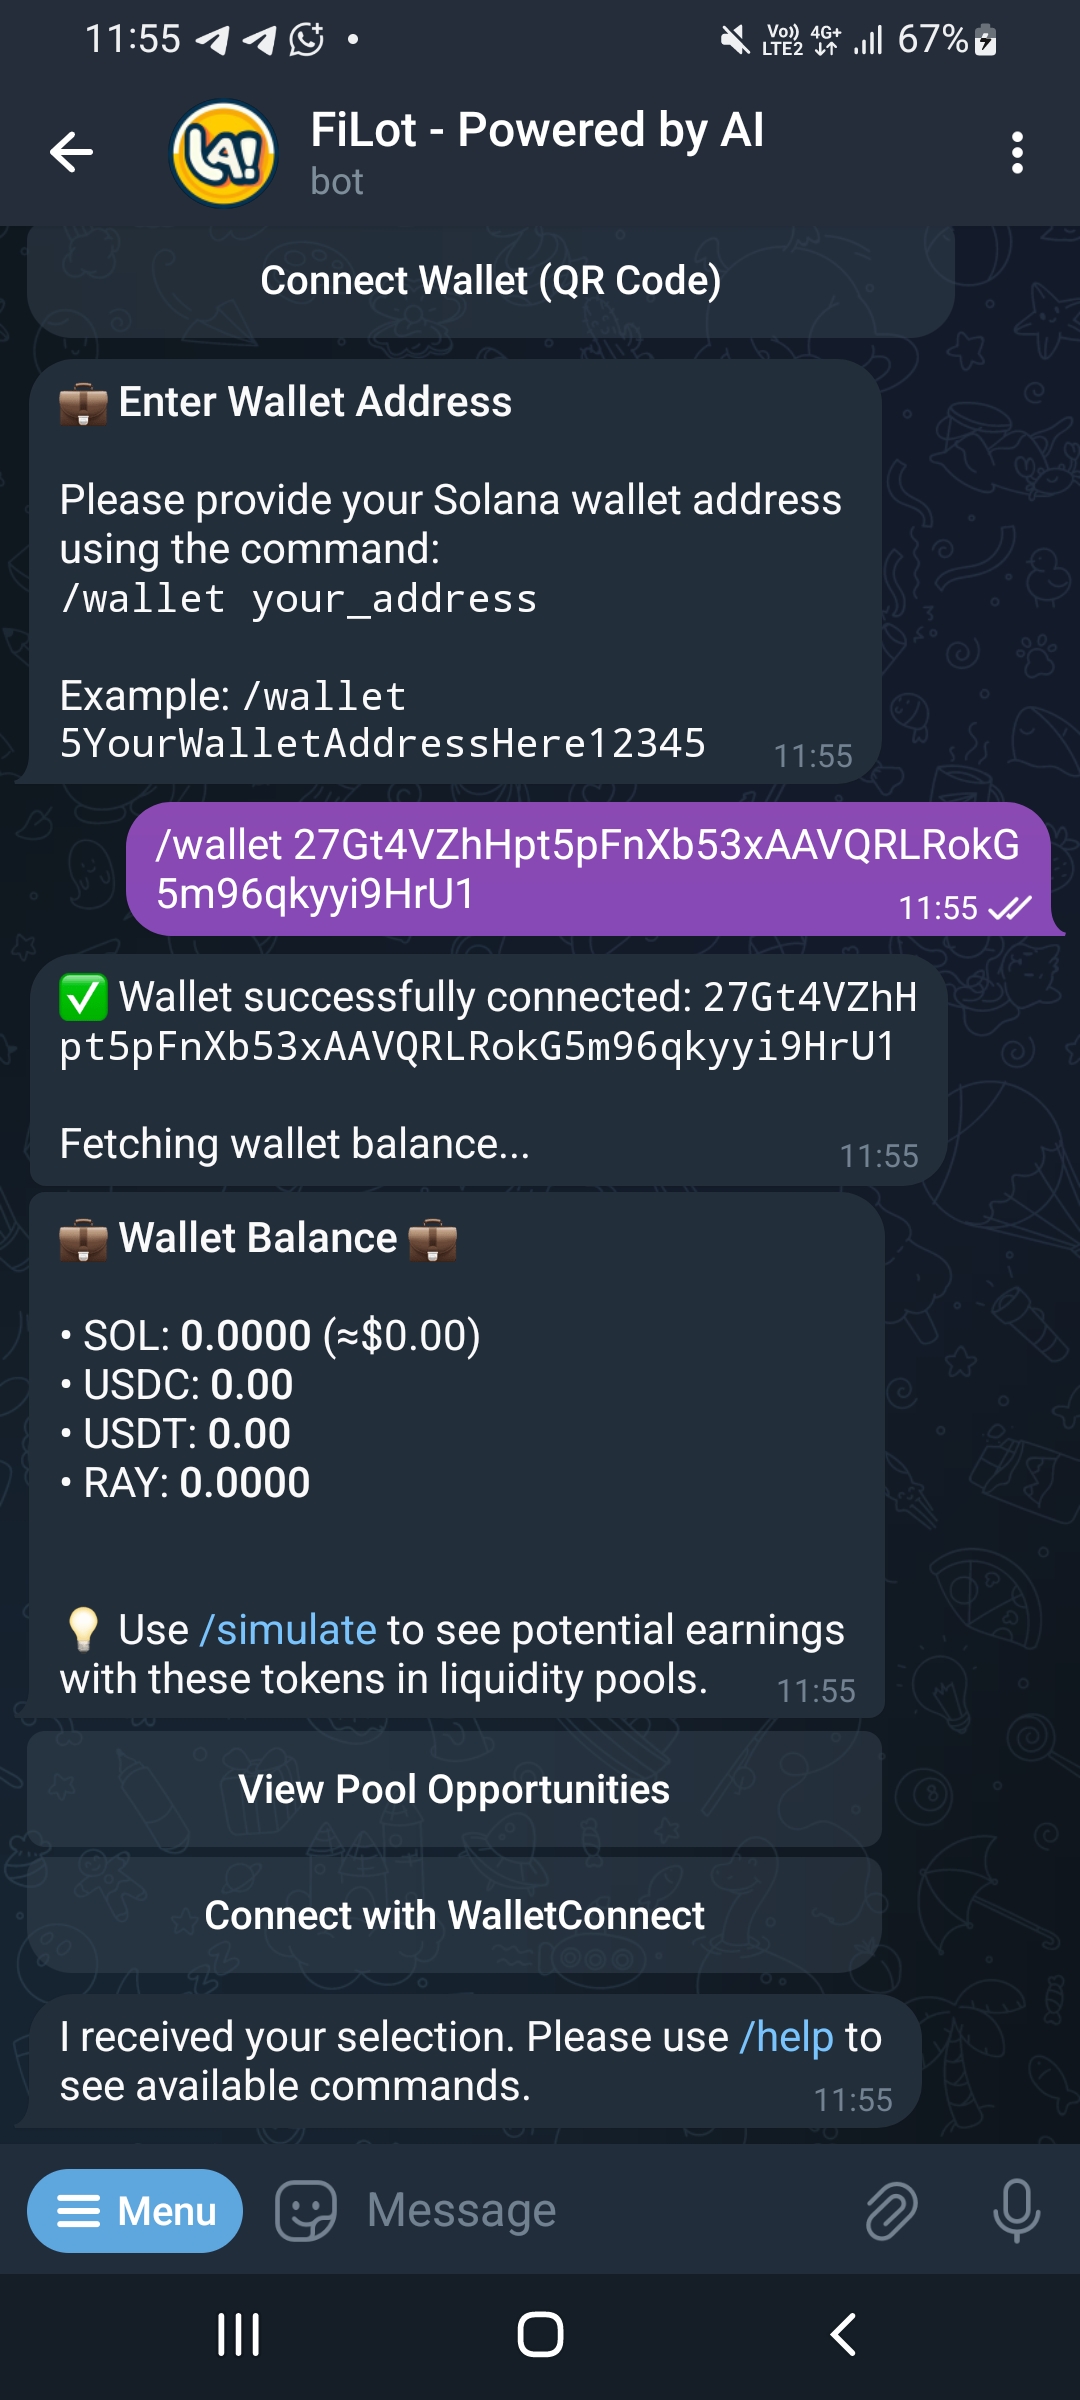 11:55
Vo)) LTE2 4G+ 67%
LA!
FiLot - Powered by AI
bot
Connect Wallet (QR Code)
💼 Enter Wallet Address
Please provide your Solana wallet address
using the command:
/wallet your_address
Example: /wallet
5YourWalletAddressHere12345
11:55
/wallet 27Gt4VZhHpt5pFnXb53xAAVQRLRokG
5m96qkyyi9HrU1
11:55
✅ Wallet successfully connected: 27Gt4VZhH
pt5pFnXb53xAAVQRLRokG5m96qkyyi9HrU1
Fetching wallet balance...
11:55
💼 Wallet Balance 💼
• SOL: 0.0000 (≈$0.00)
• USDC: 0.00
• USDT: 0.00
• RAY: 0.0000
💡 Use /simulate to see potential earnings
with these tokens in liquidity pools.
11:55
View Pool Opportunities
Connect with WalletConnect
I received your selection. Please use /help to
see available commands.
11:55
Menu
Message